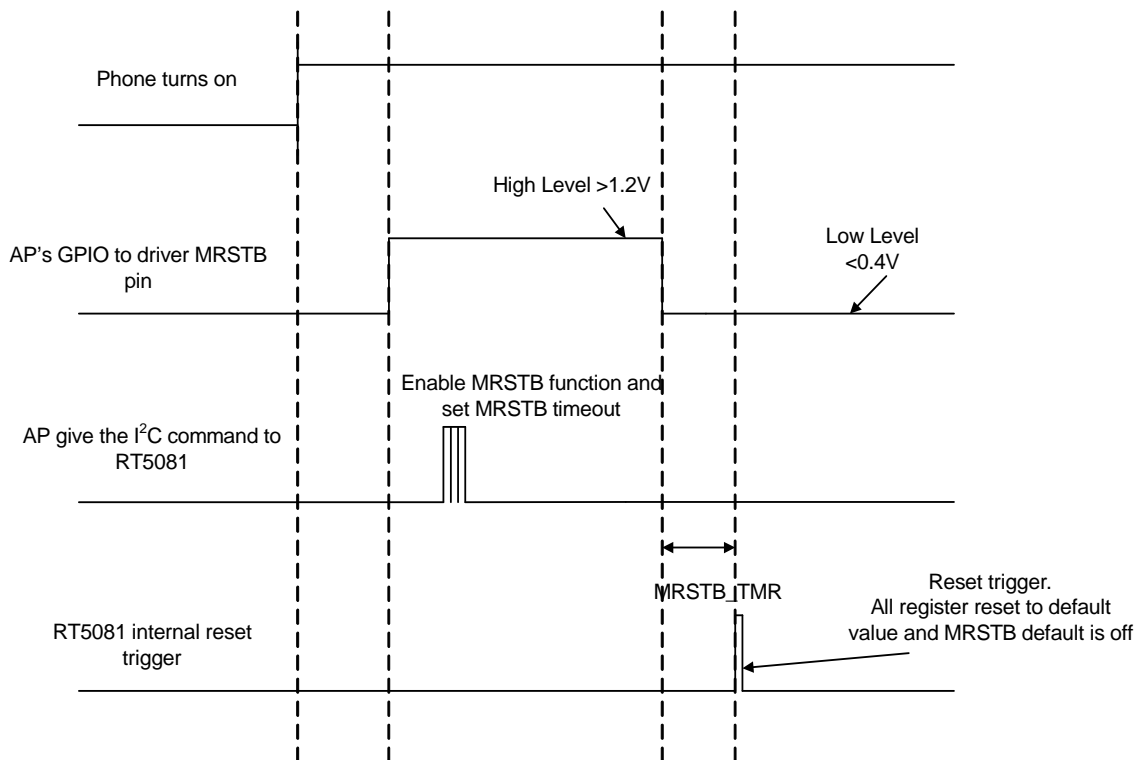 Phone turns on
High Level >1.2V
AP's GPIO to driver MRSTB
pin
Low Level
<0.4V
Enable MRSTB function and
set MRSTB timeout
AP give the I²C command to
RT5081
MRSTB_TMR
Reset trigger.
All register reset to default
value and MRSTB default is off
RT5081 internal reset
trigger